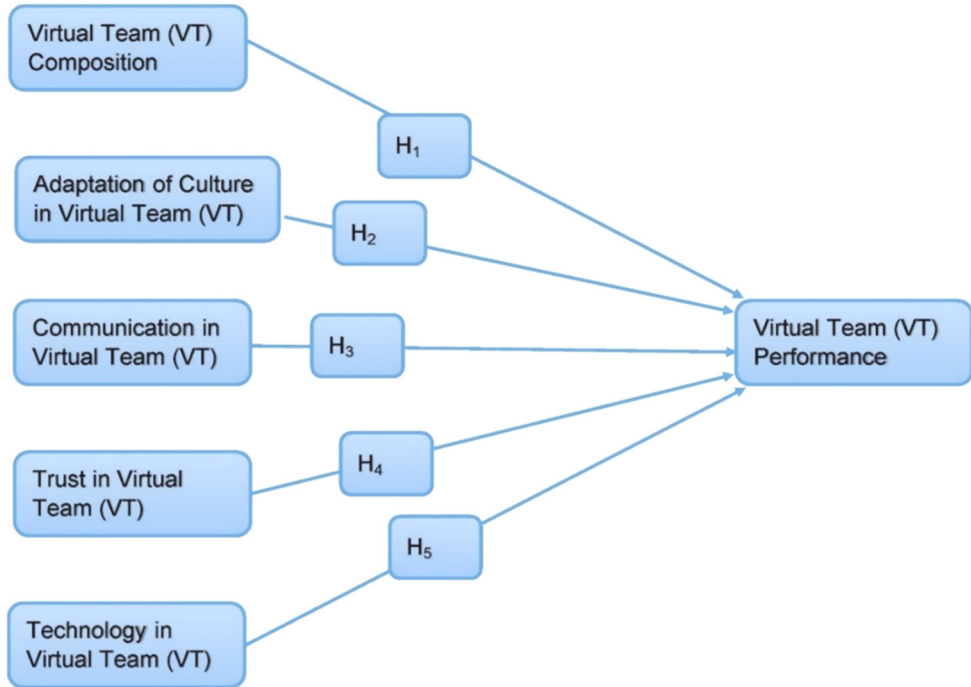 Virtual Team (VT)
Composition
H₁
Adaptation of Culture
in Virtual Team (VT)
H₂
Communication in
Virtual Team (VT)
H₃
Virtual Team (VT)
Performance
Trust in Virtual
Team (VT)
H₄
H₅
Technology in
Virtual Team (VT)